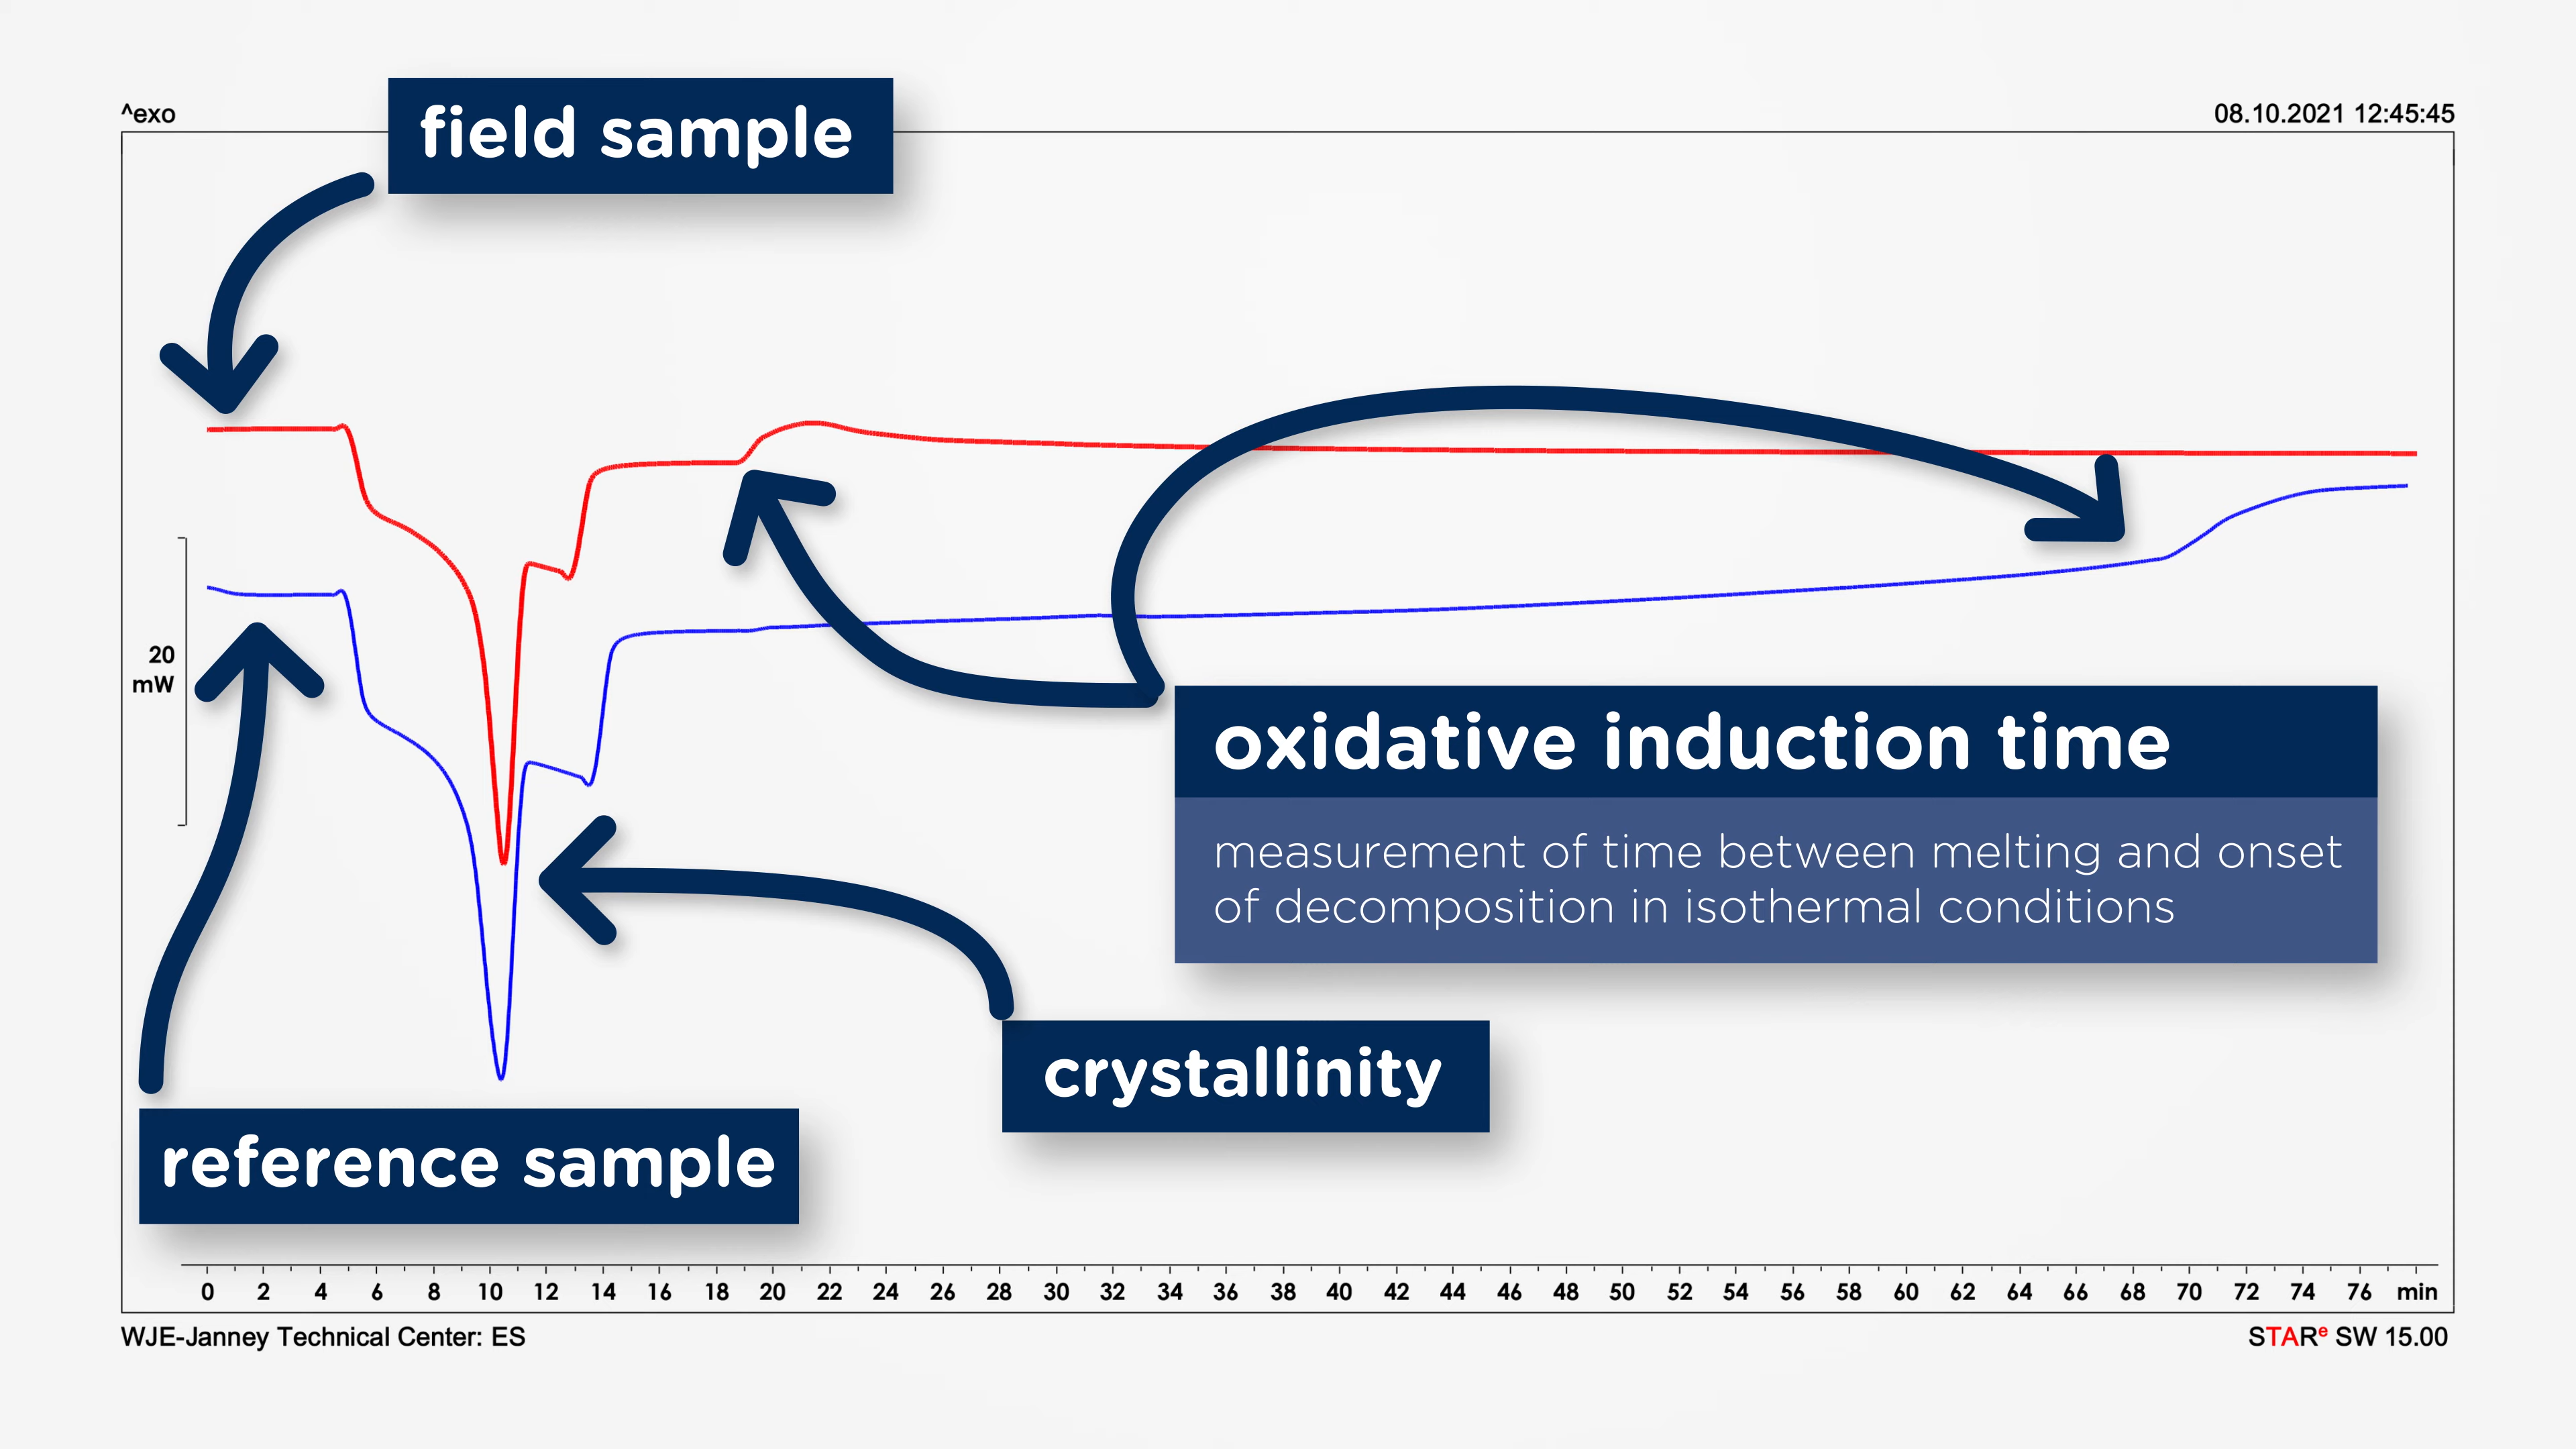 ^exo
08.10.2021 12:45:45
field sample
20
mW
oxidative induction time
measurement of time between melting and onset
of decomposition in isothermal conditions
crystallinity
reference sample
0 2 4 6 8 10 12 14 16 18 20 22 24 26 28 30 32 34 36 38 40 42 44 46 48 50 52 54 56 58 60 62 64 66 68 70 72 74 76 min
WJE-Janney Technical Center: ES
STARe SW 15.00